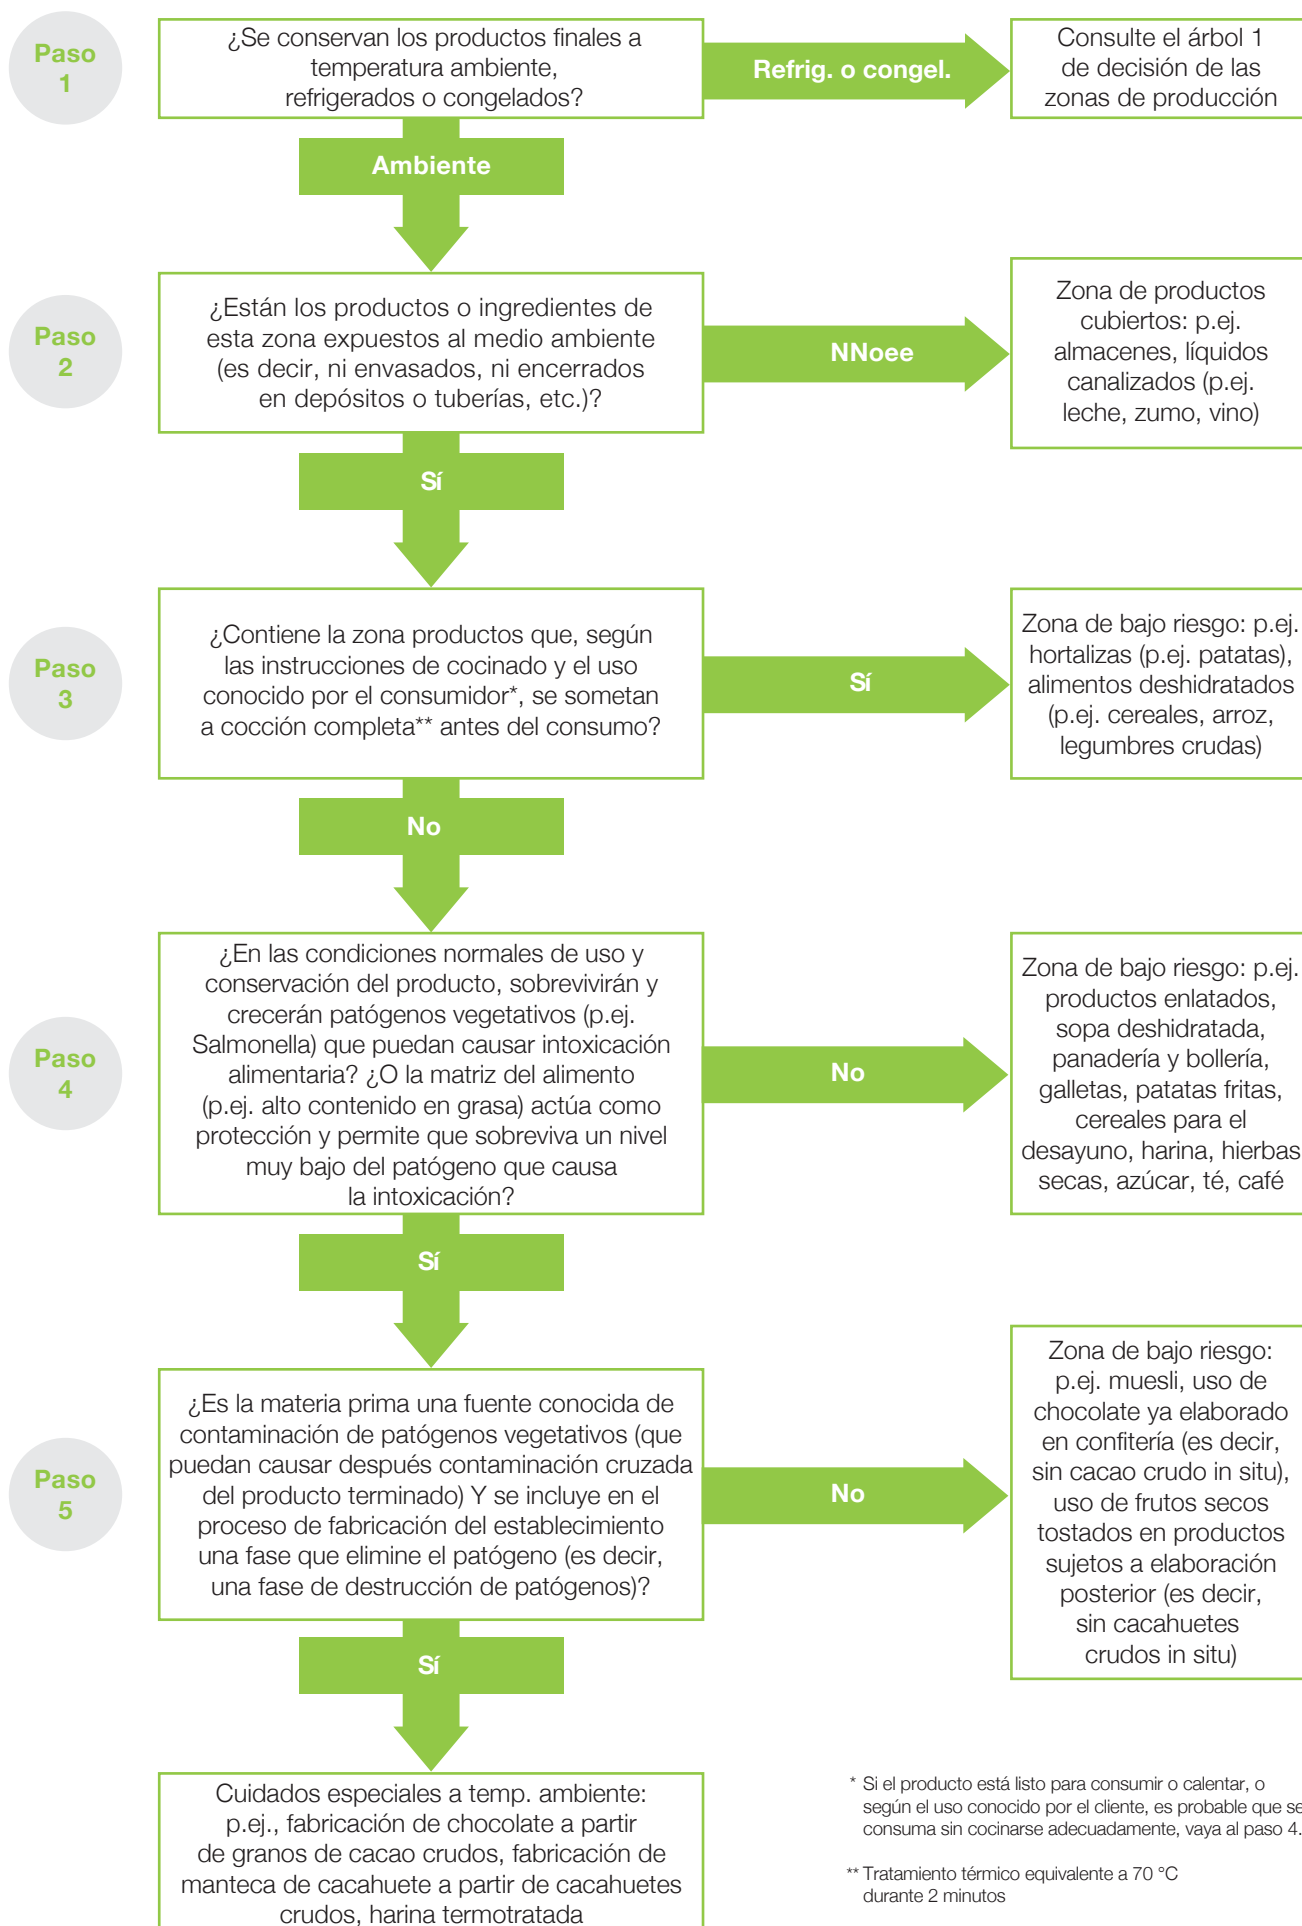 Paso
1
¿Se conservan los productos finales a
temperatura ambiente,
refrigerados o congelados?
Refrig. o congel.
Consulte el árbol 1
de decisión de las
zonas de producción
Ambiente
Paso
2
¿Están los productos o ingredientes de
esta zona expuestos al medio ambiente
(es decir, ni envasados, ni encerrados
en depósitos o tuberías, etc.)?
NNoee
Zona de productos
cubiertos: p.ej.
almacenes, líquidos
canalizados (p.ej.
leche, zumo, vino)
Sí
Paso
3
¿Contiene la zona productos que, según
las instrucciones de cocinado y el uso
conocido por el consumidor*, se sometan
a cocción completa** antes del consumo?
Sí
Zona de bajo riesgo: p.ej.
hortalizas (p.ej. patatas),
alimentos deshidratados
(p.ej. cereales, arroz,
legumbres crudas)
No
Paso
4
¿En las condiciones normales de uso y
conservación del producto, sobrevivirán y
crecerán patógenos vegetativos (p.ej.
Salmonella) que puedan causar intoxicación
alimentaria? ¿O la matriz del alimento
(p.ej. alto contenido en grasa) actúa como
protección y permite que sobreviva un nivel
muy bajo del patógeno que causa
la intoxicación?
No
Zona de bajo riesgo: p.ej.
productos enlatados,
sopa deshidratada,
panadería y bollería,
galletas, patatas fritas,
cereales para el
desayuno, harina, hierbas
secas, azúcar, té, café
Sí
Paso
5
¿Es la materia prima una fuente conocida de
contaminación de patógenos vegetativos (que
puedan causar después contaminación cruzada
del producto terminado) Y se incluye en el
proceso de fabricación del establecimiento
una fase que elimine el patógeno (es decir,
una fase de destrucción de patógenos)?
No
Zona de bajo riesgo:
p.ej. muesli, uso de
chocolate ya elaborado
en confitería (es decir,
sin cacao crudo in situ),
uso de frutos secos
tostados en productos
sujetos a elaboración
posterior (es decir,
sin cacahuetes
crudos in situ)
Sí
Cuidados especiales a temp. ambiente:
p.ej., fabricación de chocolate a partir
de granos de cacao crudos, fabricación de
manteca de cacahuete a partir de cacahuetes
crudos, harina termotratada
* Si el producto está listo para consumir o calentar, o
según el uso conocido por el cliente, es probable que se
consuma sin cocinarse adecuadamente, vaya al paso 4.
** Tratamiento térmico equivalente a 70 °C
durante 2 minutos